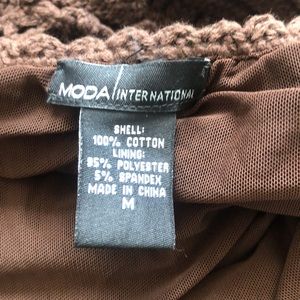 MODA/INTERNATIONAL
SHELL:
100% COTTON
LINING:
95% POLYESTER
5% SPANDEX
MADE IN CHINA
M